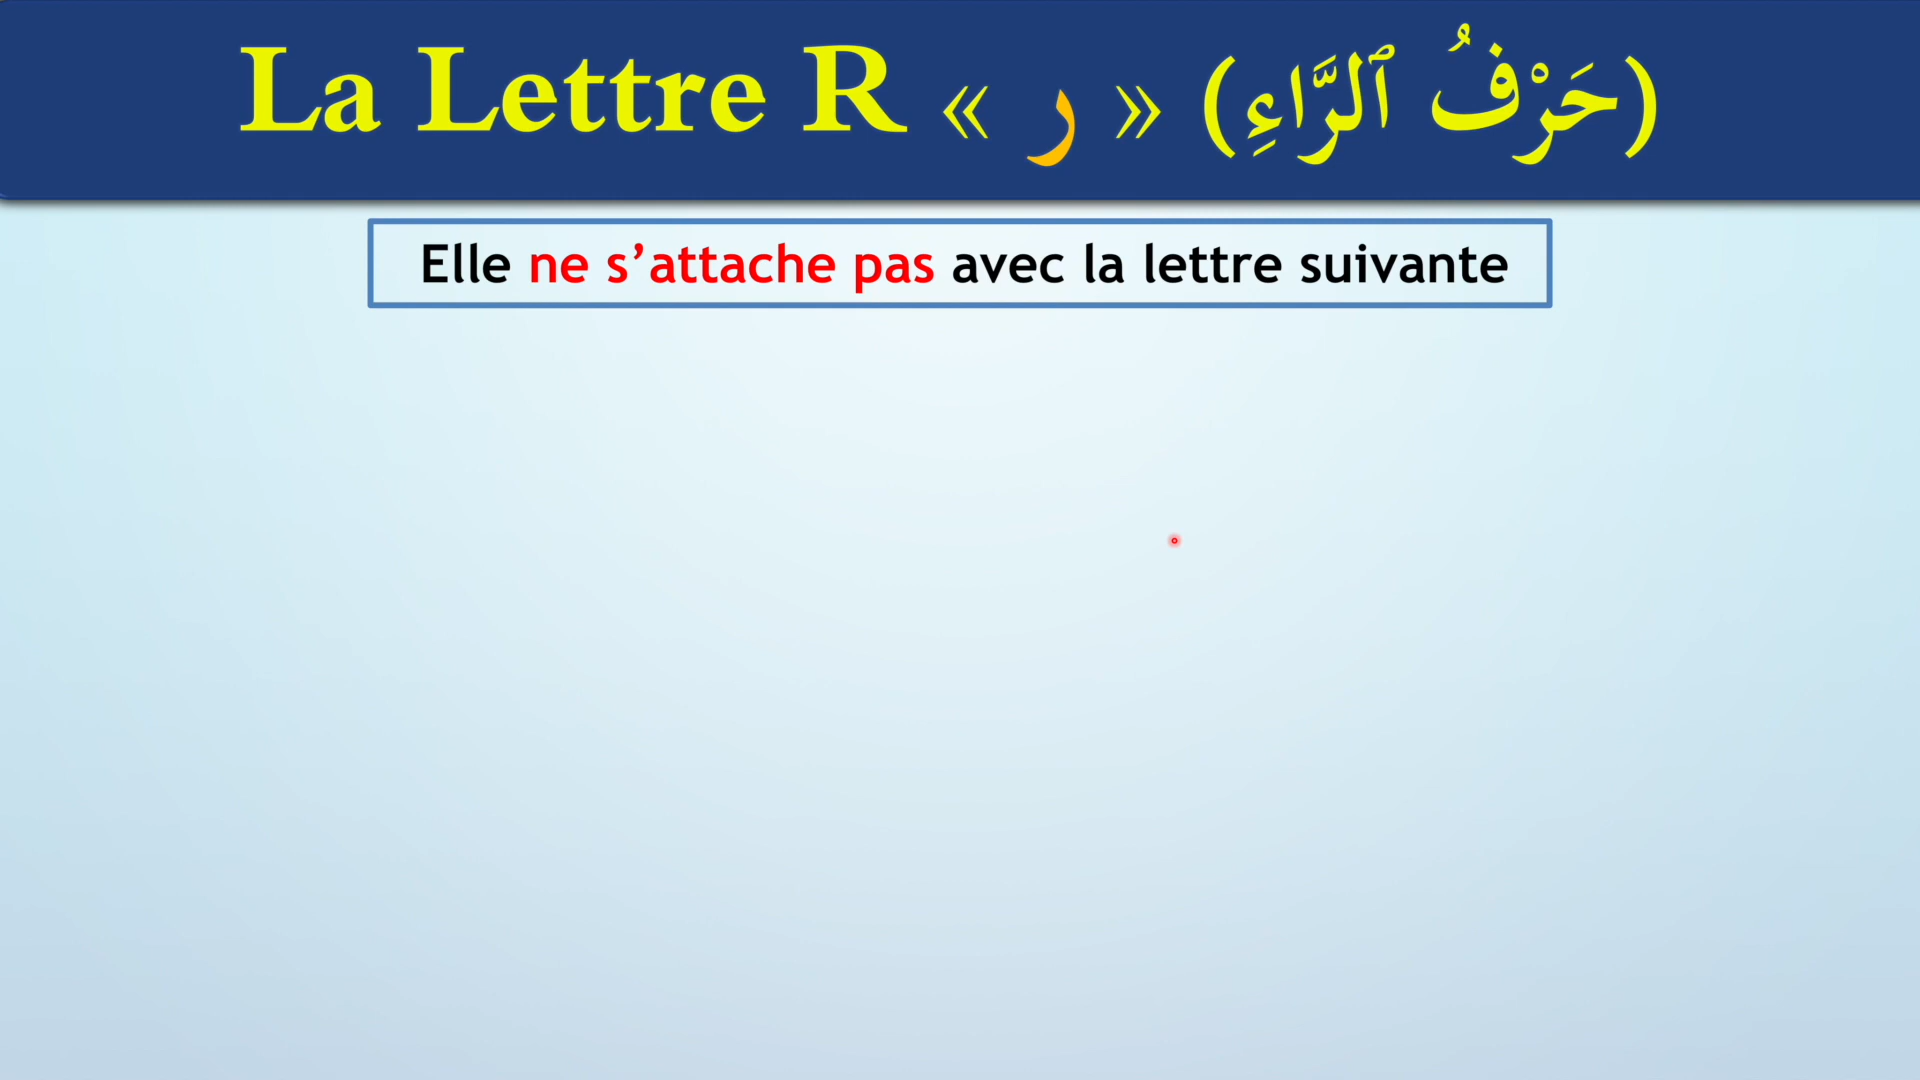 La Lettre R « ر » (حَرْفُ ٱلرَّاءِ)
Elle ne s’attache pas avec la lettre suivante